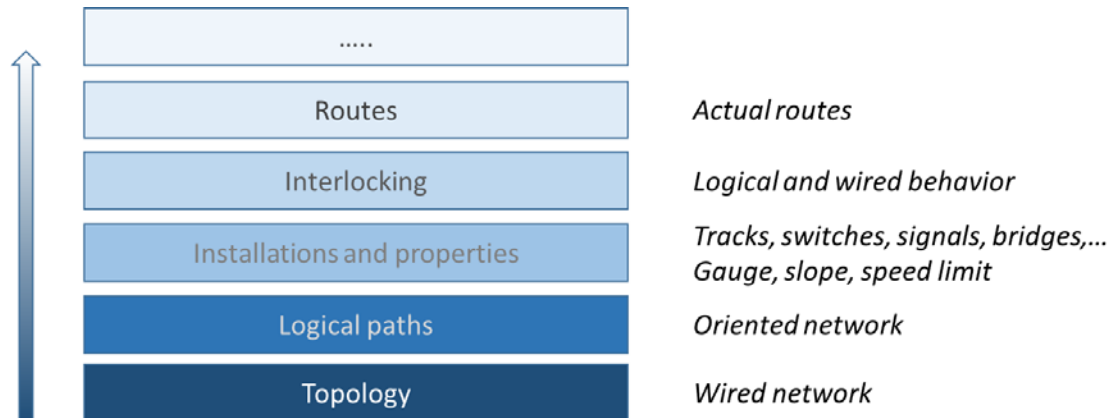 .....
Routes
Actual routes
Interlocking
Logical and wired behavior
Installations and properties
Tracks, switches, signals, bridges,...
Gauge, slope, speed limit
Logical paths
Oriented network
Topology
Wired network